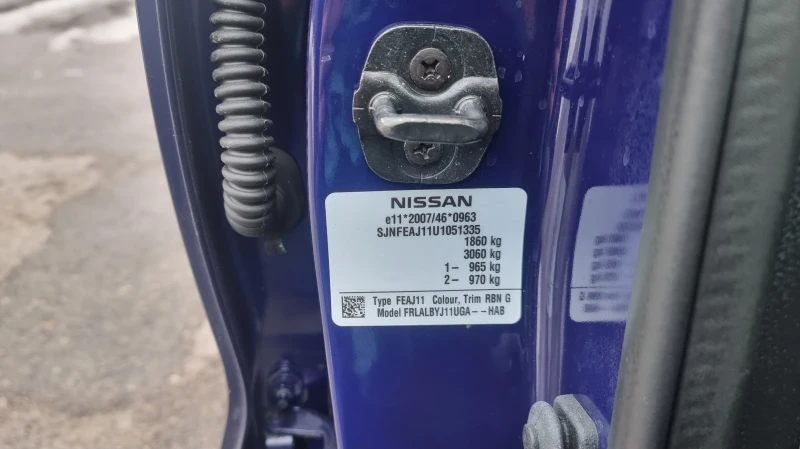 NISSAN
e11*2007/46*0963
SJNFEAJ11U1051335
1860 kg
3060 kg
1– 965 kg
2– 970 kg
Type FEAJ11 Colour, Trim RBN G
Model FRLALBYJ11UGA––HAB